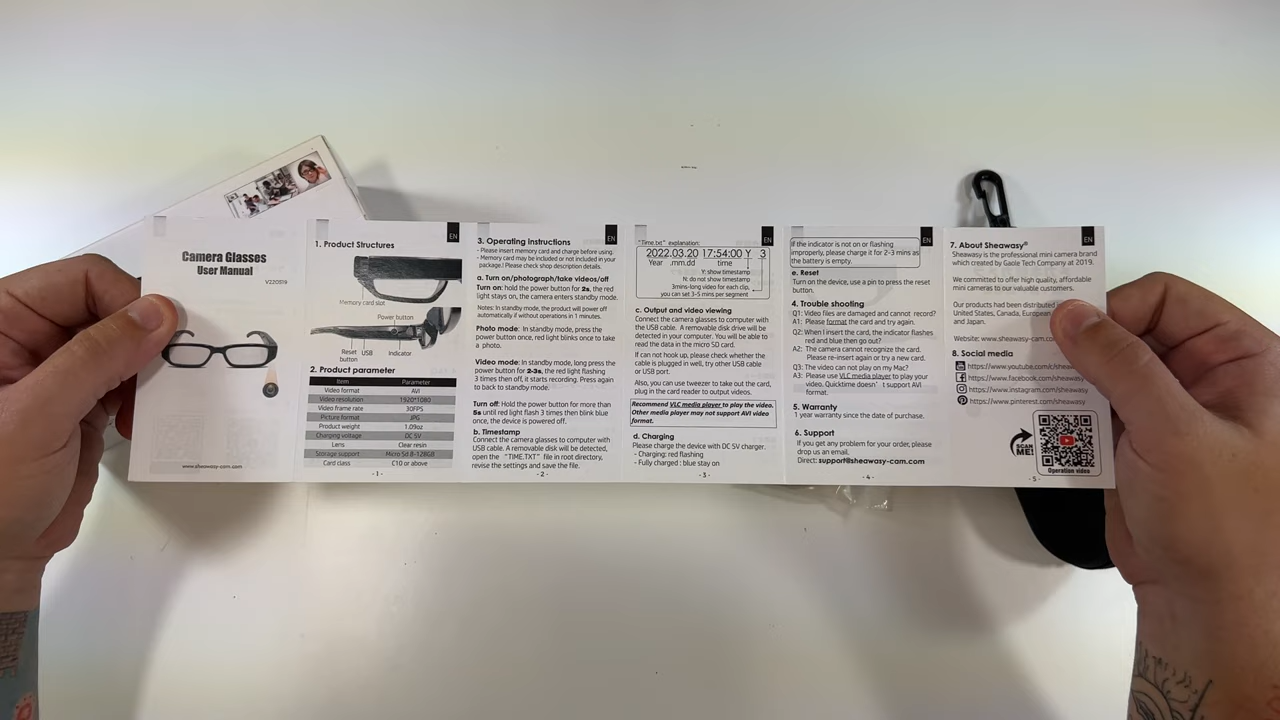 Camera Glasses
User Manual
V220519
www.sheawasy-cam.com
EN
1. Product Structures
Memory card slot
Power button
Reset
button
USB
Indicator
2. Product parameter
Item Parameter
Video format AVI
Video resolution 1920*1080
Video frame rate 30FPS
Picture format JPG
Product weight 1.09oz
Charging voltage DC 5V
Lens Clear resin
Storage support Micro Sd 8-128GB
Card class C10 or above
- 1 -
EN
3. Operating instructions
- Please insert memory card and charge before using.
- Memory card may be included or not included in your
package! Please check shop description details.
a. Turn on/photograph/take videos/off
Turn on: hold the power button for 2s, the red
light stays on, the camera enters standby mode.
Notes: In standby mode, the product will power off
automatically if without operations in 1 minutes.
Photo mode: In standby mode, press the
power button once, red light blinks once to take
a photo.
Video mode: In standby mode, long press the
power button for 2-3s, the red light flashing
3 times then off, it starts recording. Press again
to back to standby mode.
Turn off: Hold the power button for more than
5s until red light flash 3 times then blink blue
once, the device is powered off.
b. Timestamp
Connect the camera glasses to computer with
USB cable. A removable disk will be detected,
open the "TIME.TXT" file in root directory,
revise the settings and save the file.
- 2 -
EN
"Time.txt" explanation:
2022.03.20 17:54:00 Y 3
Year .mm.dd time
Y: show timestamp
N: do not show timestamp
3mins-long video for each clip,
you can set 3-5 mins per segment
c. Output and video viewing
Connect the camera glasses to computer with
the USB cable. A removable disk drive will be
detected in your computer. You will be able to
read the data in the micro SD card.
If can not hook up, please check whether the
cable is plugged in well, try other USB cable
or USB port.
Also, you can use tweezer to take out the card,
plug in the card reader to output videos.
Recommend VLC media player to play the video.
Other media player may not support AVI video
format.
d. Charging
Please charge the device with DC 5V charger.
- Charging: red flashing
- Fully charged : blue stay on
- 3 -
EN
If the indicator is not on or flashing
improperly, please charge it for 2-3 mins as
the battery is empty.
e. Reset
Turn on the device, use a pin to press the reset
button.
4. Trouble shooting
Q1: Video files are damaged and cannot record?
A1: Please format the card and try again.
Q2: When I insert the card, the indicator flashes
red and blue then go out?
A2: The camera cannot recognize the card.
Please re-insert again or try a new card.
Q3: The video can not play on my Mac?
A3: Please use VLC media player to play your
video. Quicktime doesn' t support AVI
format.
5. Warranty
1 year warranty since the date of purchase.
6. Support
If you get any problem for your order, please
drop us an email.
Direct: support@sheawasy-cam.com
- 4 -
EN
7. About Sheawasy®
Sheawasy is the professional mini camera brand
which created by Gaole Tech Company at 2019.
We committed to offer high quality, affordable
mini cameras to our valuable customers.
Our products had been distributed
United States, Canada, European
and Japan.
Website: www.sheawasy-cam.co
8. Social media
https://www.youtube.com/c/shea
https://www.facebook.com/sheawasy
https://www.instagram.com/sheawasy
https://www.pinterest.com/sheawasy
SCAN
ME!
Operation video
- 5 -